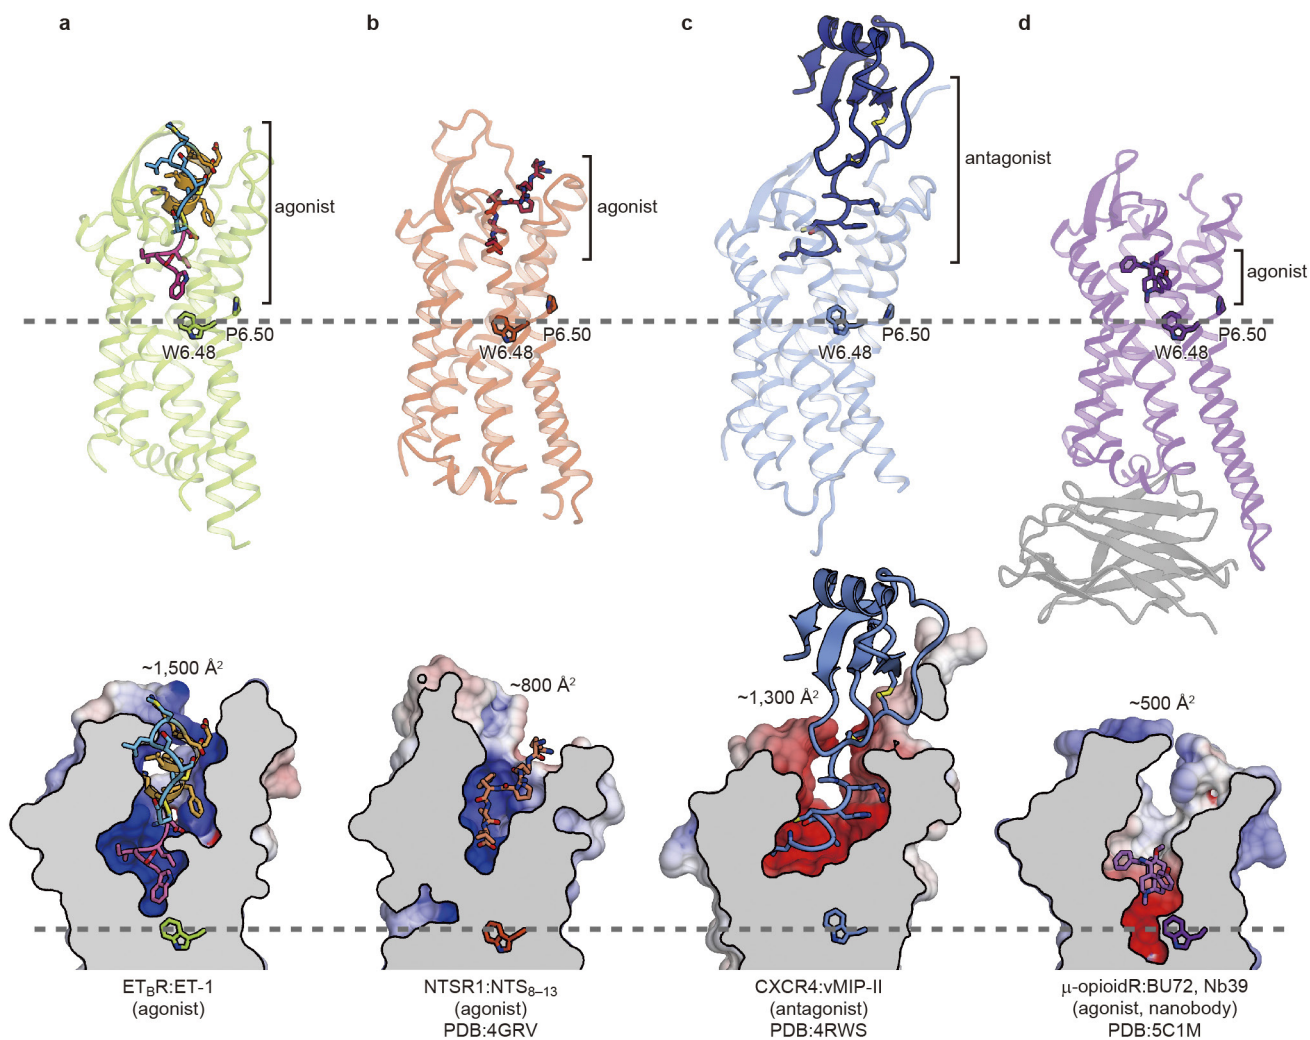 a
b
c
d
agonist
agonist
antagonist
agonist
W6.48
P6.50
W6.48
P6.50
W6.48
P6.50
W6.48
P6.50
~1,500 Å²
~800 Å²
~1,300 Å²
~500 Å²
ET_BR:ET-1
(agonist)
NTSR1:NTS₈₋₁₃
(agonist)
PDB:4GRV
CXCR4:vMIP-II
(antagonist)
PDB:4RWS
μ-opioidR:BU72, Nb39
(agonist, nanobody)
PDB:5C1M